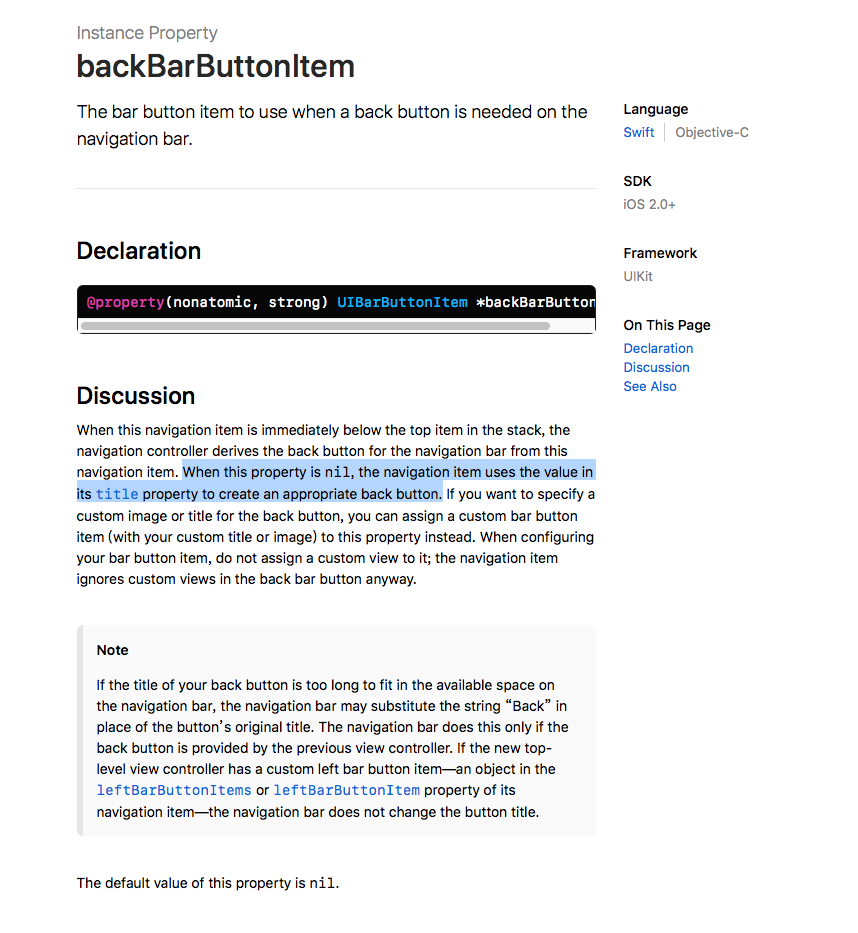 Instance Property
backBarButtonItem
The bar button item to use when a back button is needed on the
navigation bar.
Language
Swift | Objective-C
SDK
iOS 2.0+
Framework
UIKit
On This Page
Declaration
Discussion
See Also
Declaration
@property(nonatomic, strong) UIBarButtonItem *backBarButton
Discussion
When this navigation item is immediately below the top item in the stack, the
navigation controller derives the back button for the navigation bar from this
navigation item. When this property is nil, the navigation item uses the value in
its title property to create an appropriate back button. If you want to specify a
custom image or title for the back button, you can assign a custom bar button
item (with your custom title or image) to this property instead. When configuring
your bar button item, do not assign a custom view to it; the navigation item
ignores custom views in the back bar button anyway.
Note
If the title of your back button is too long to fit in the available space on
the navigation bar, the navigation bar may substitute the string “Back” in
place of the button’s original title. The navigation bar does this only if the
back button is provided by the previous view controller. If the new top-
level view controller has a custom left bar button item—an object in the
leftBarButtonItems or leftBarButtonItem property of its
navigation item—the navigation bar does not change the button title.
The default value of this property is nil.